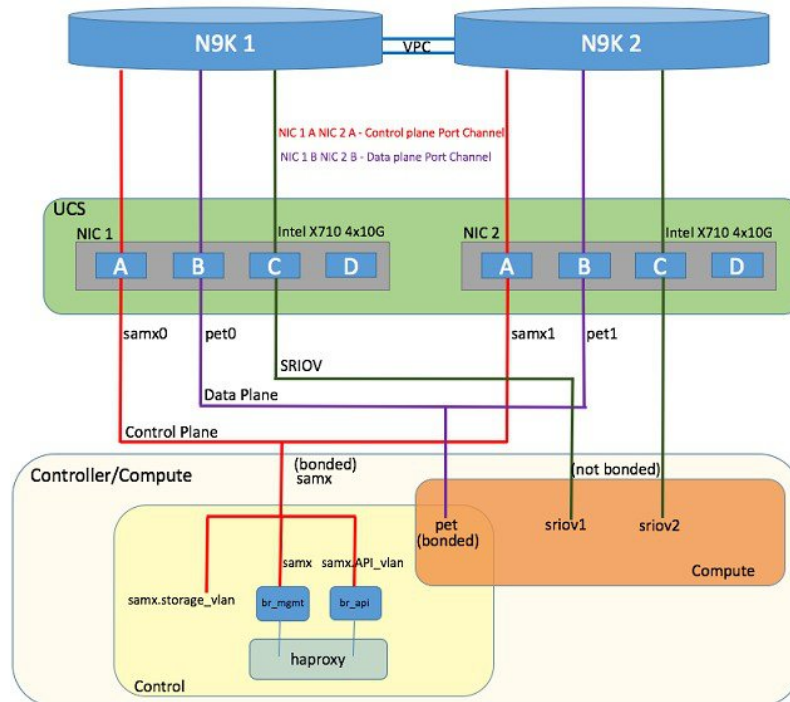 N9K 1
VPC
N9K 2
NIC 1 A NIC 2 A - Control plane Port Channel
NIC 1 B NIC 2 B - Data plane Port Channel
UCS
NIC 1
Intel X710 4x10G
NIC 2
Intel X710 4x10G
A
B
C
D
A
B
C
D
samx0
pet0
samx1
pet1
SRIOV
Data Plane
Control Plane
Controller/Compute
(bonded)
samx
(not bonded)
pet
(bonded)
sriov1
sriov2
Compute
samx
samx.API_vlan
samx.storage_vlan
br_mgmt
br_api
haproxy
Control